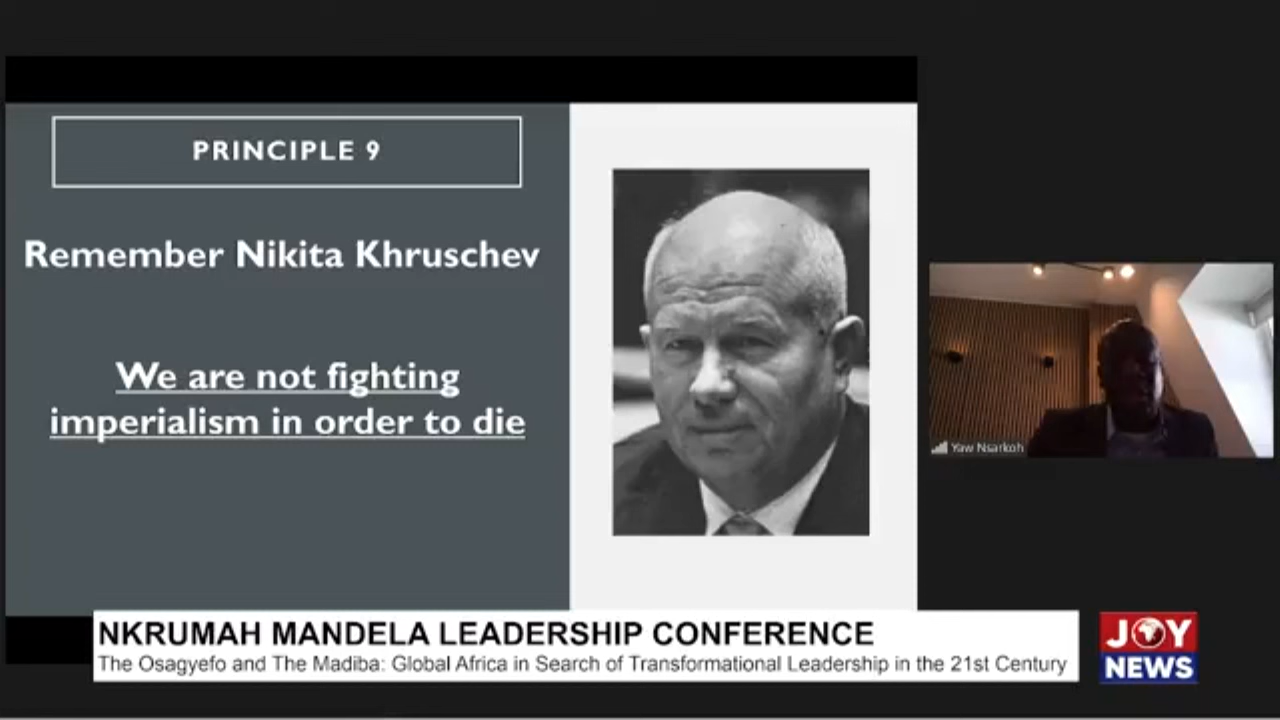 PRINCIPLE 9
Remember Nikita Khruschev
We are not fighting
imperialism in order to die
Yaw Nsarkoh
NKRUMAH MANDELA LEADERSHIP CONFERENCE
The Osagyefo and The Madiba: Global Africa in Search of Transformational Leadership in the 21st Century
JOY
NEWS